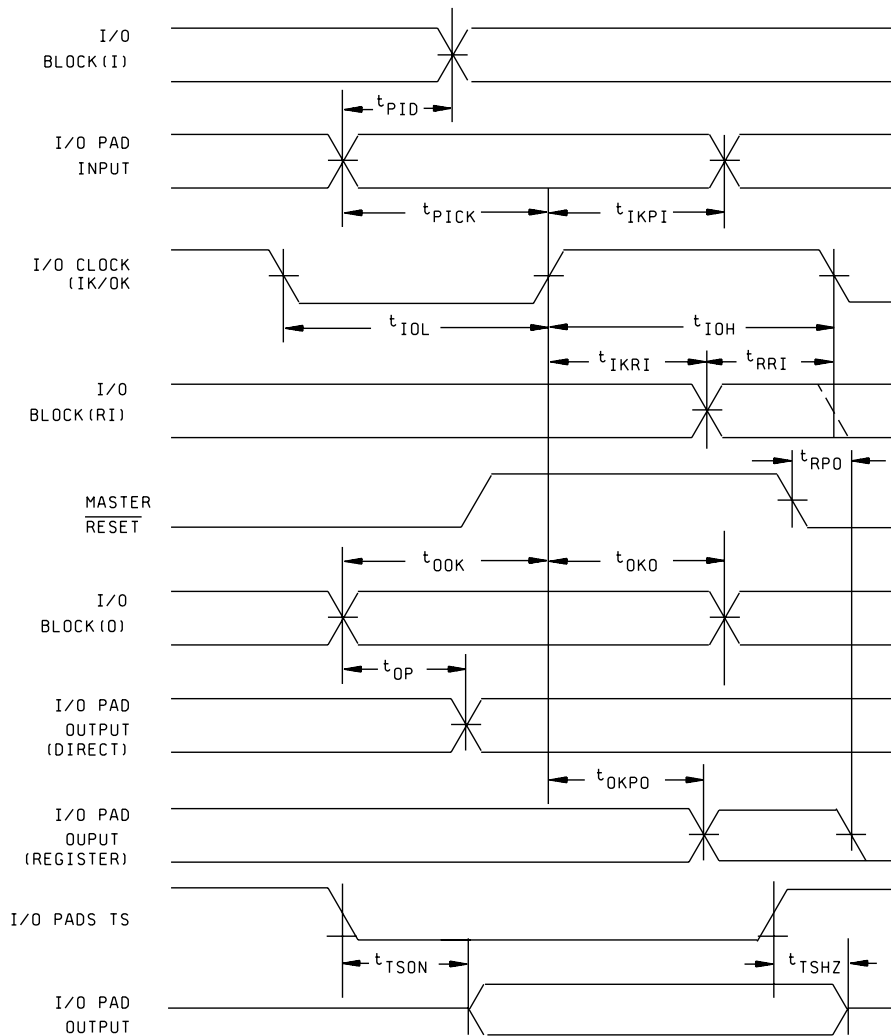 I/O
BLOCK(I)
tPID
I/O PAD
INPUT
tPICK
tIKPI
I/O CLOCK
(IK/OK
tIOL
tIOH
tIKRI
tRRI
I/O
BLOCK(RI)
tRPO
MASTER
RESET
tOOK
tOKO
I/O
BLOCK(O)
tOP
I/O PAD
OUTPUT
(DIRECT)
tOKPO
I/O PAD
OUPUT
(REGISTER)
I/O PADS TS
tTSON
tTSHZ
I/O PAD
OUTPUT